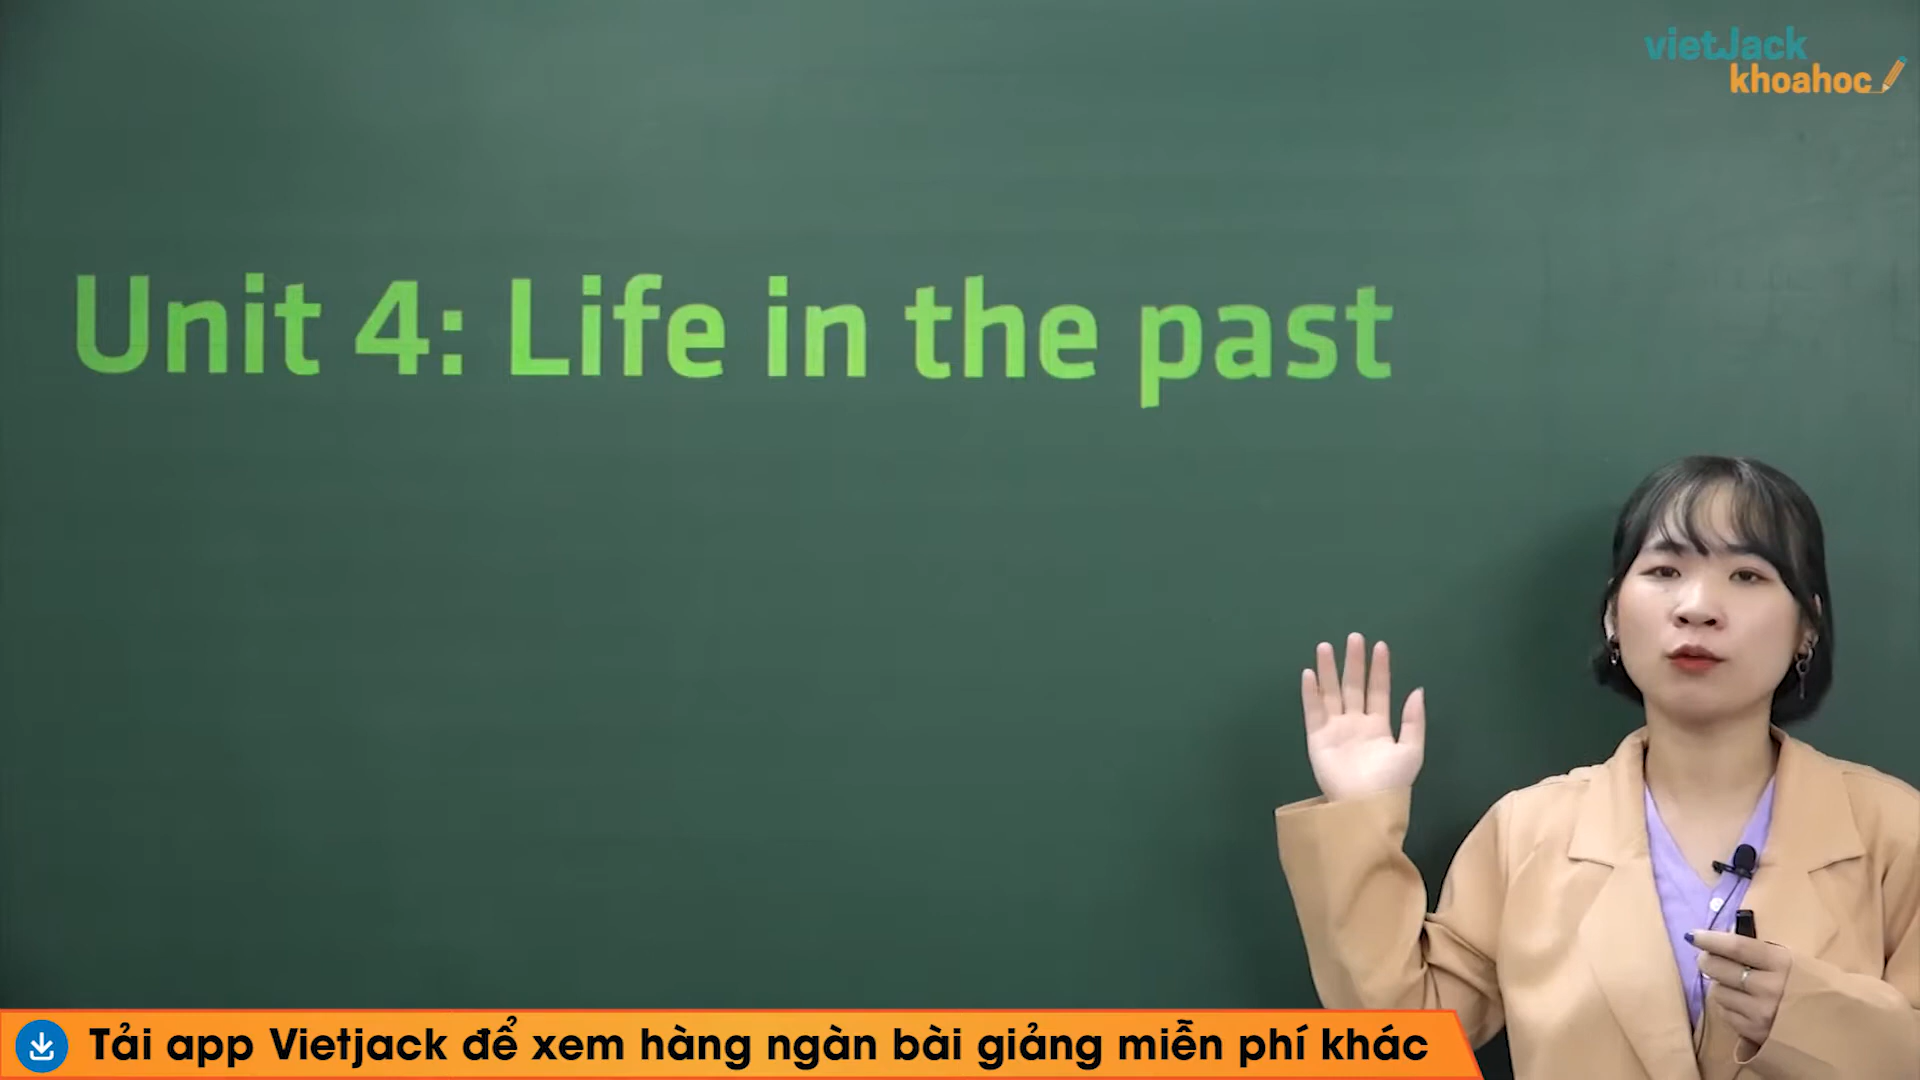 vietJack
khoahoc
Unit 4: Life in the past
Tải app Vietjack để xem hàng ngàn bài giảng miễn phí khác